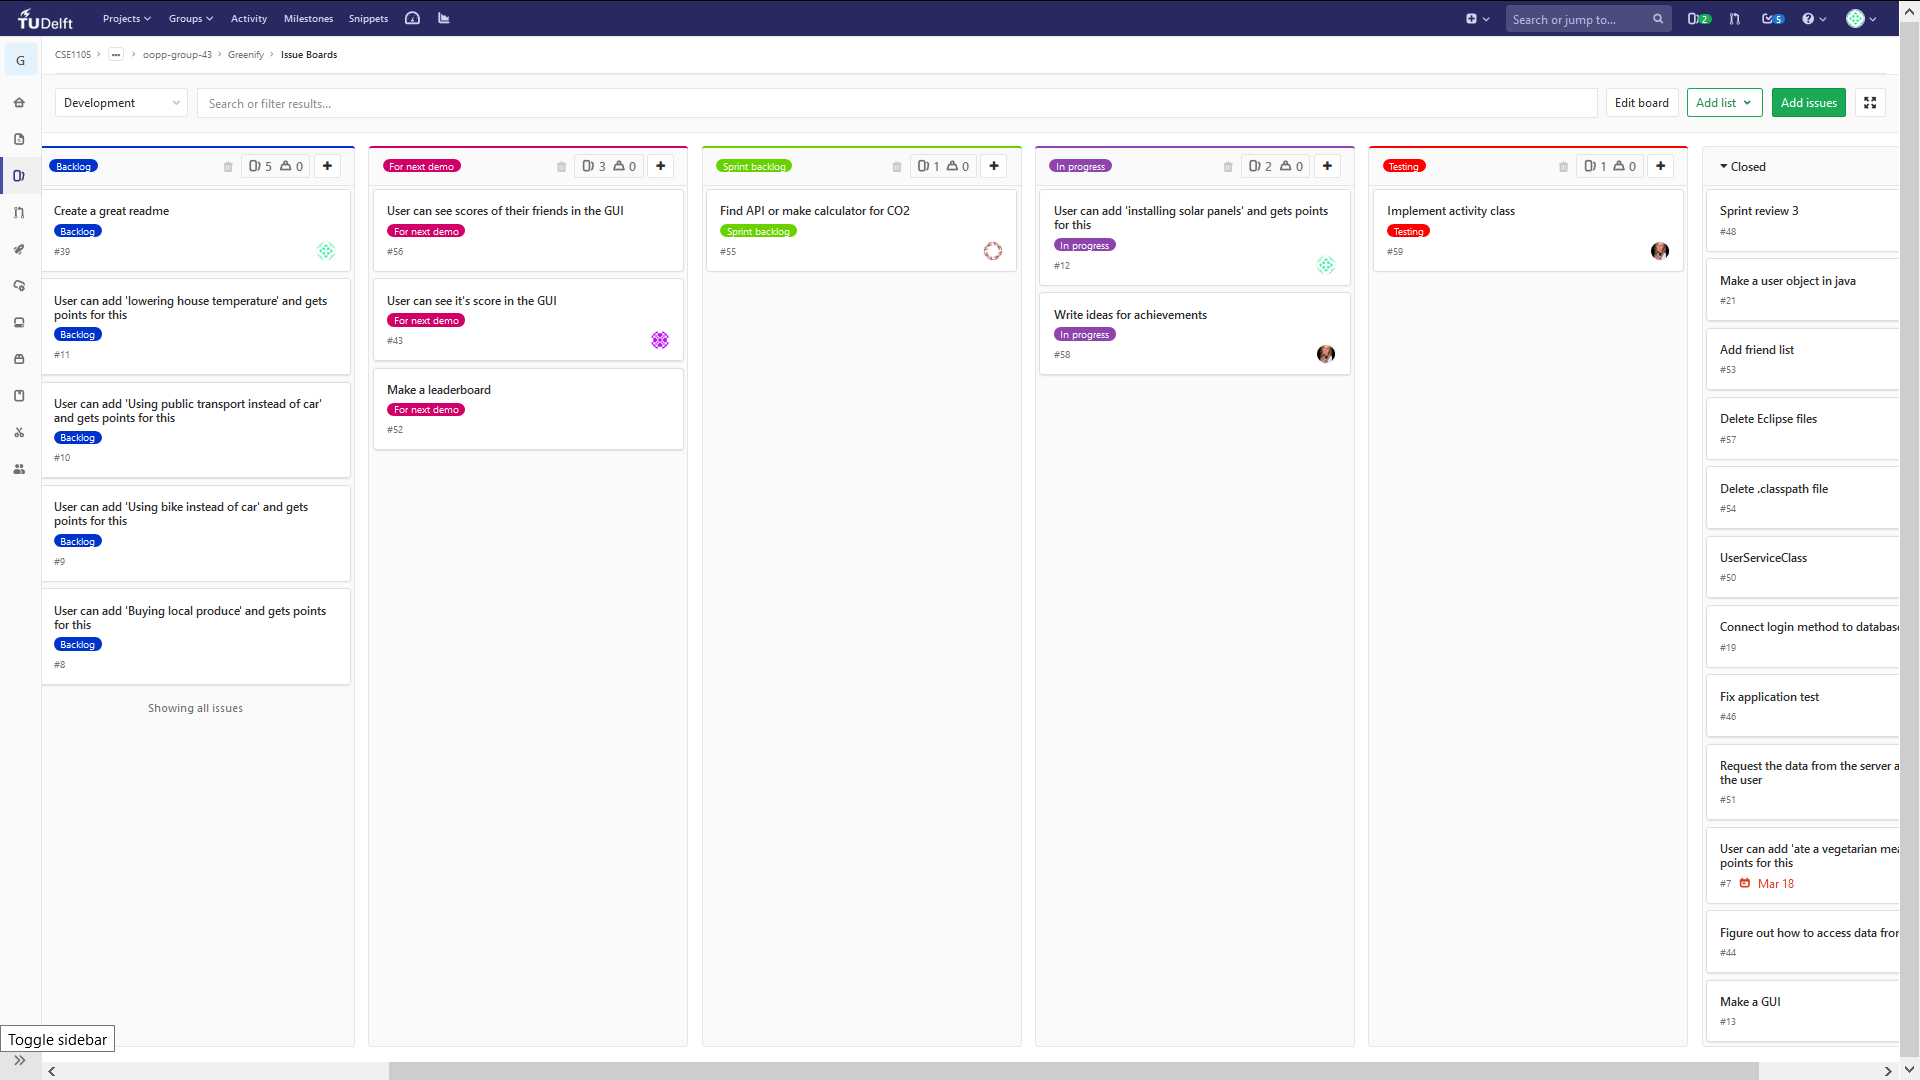 TUDelft Projects Groups Activity Milestones Snippets Search or jump to... 2 5
G CSE1105 > ... > oopp-group-43 > Greenify > Issue Boards
Development Search or filter results... Edit board Add list Add issues
Backlog 5 0
Create a great readme
Backlog
#39
User can add 'lowering house temperature' and gets
points for this
Backlog
#11
User can add 'Using public transport instead of car'
and gets points for this
Backlog
#10
User can add 'Using bike instead of car' and gets
points for this
Backlog
#9
User can add 'Buying local produce' and gets points
for this
Backlog
#8
Showing all issues
For next demo 3 0
User can see scores of their friends in the GUI
For next demo
#56
User can see it's score in the GUI
For next demo
#43
Make a leaderboard
For next demo
#52
Sprint backlog 1 0
Find API or make calculator for CO2
Sprint backlog
#55
In progress 2 0
User can add 'installing solar panels' and gets points
for this
In progress
#12
Write ideas for achievements
In progress
#58
Testing 1 0
Implement activity class
Testing
#59
Closed
Sprint review 3
#48
Make a user object in java
#21
Add friend list
#53
Delete Eclipse files
#57
Delete .classpath file
#54
UserServiceClass
#50
Connect login method to database
#19
Fix application test
#46
Request the data from the server a
the user
#51
User can add 'ate a vegetarian mea
points for this
#7 Mar 18
Figure out how to access data from
#44
Make a GUI
#13
Toggle sidebar